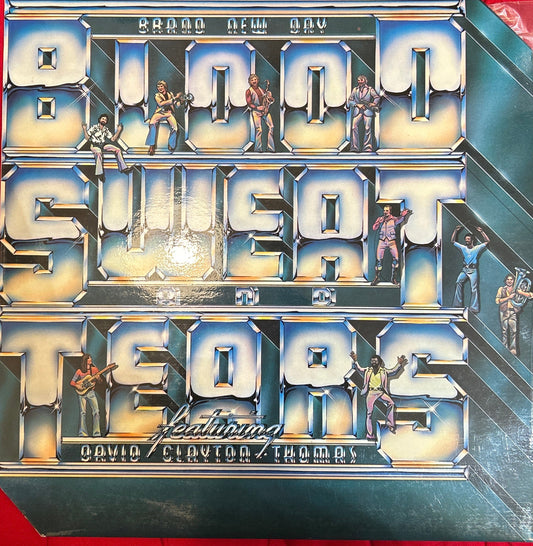 BRAND NEW DAY
BLOOD
SWEAT
AND
TEARS
featuring
DAVID CLAYTON-THOMAS